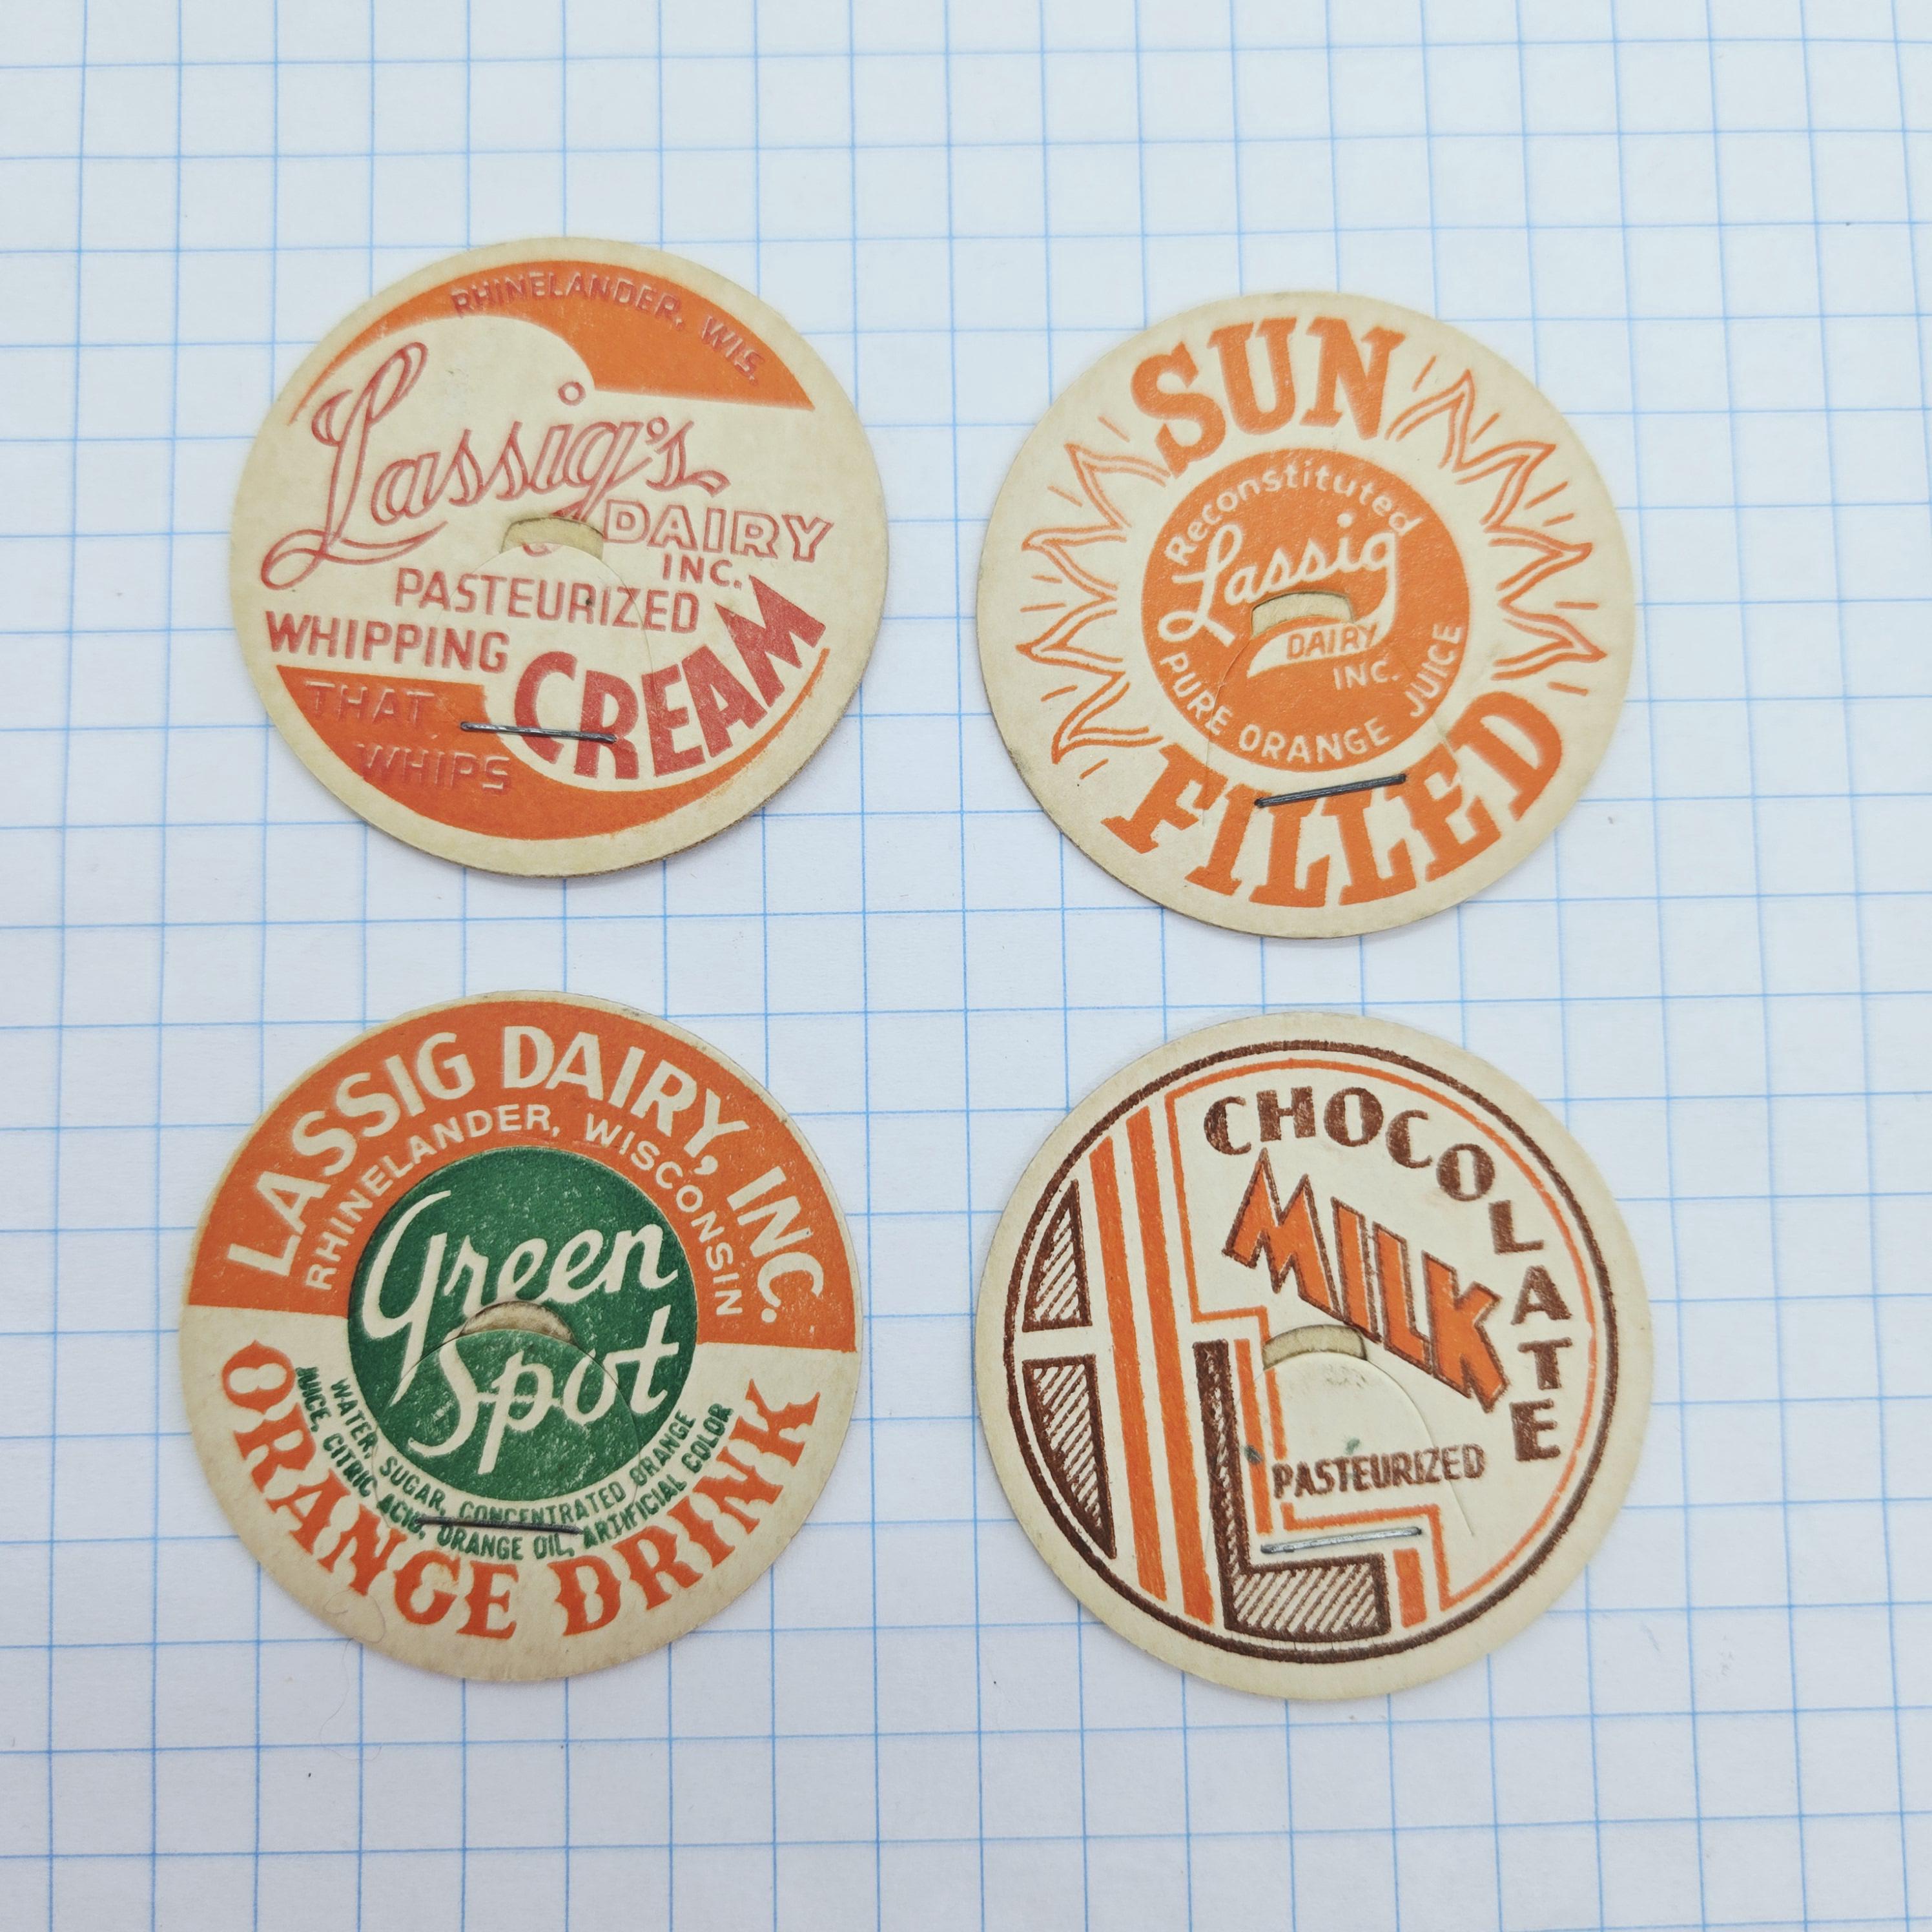 RHINELANDER, WIS.
Lassig's
DAIRY
INC.
PASTEURIZED
WHIPPING
CREAM
THAT
WHIPS
SUN
Reconstituted
Lassig
DAIRY
INC.
PURE ORANGE JUICE
FILLED
LASSIG DAIRY, INC.
RHINELANDER, WISCONSIN
Green
Spot
WATER, SUGAR, CONCENTRATED ORANGE
JUICE, CITRIC ACID, ORANGE OIL, ARTIFICIAL COLOR
ORANGE DRINK
CHOCOLATE
MILK
PASTEURIZED